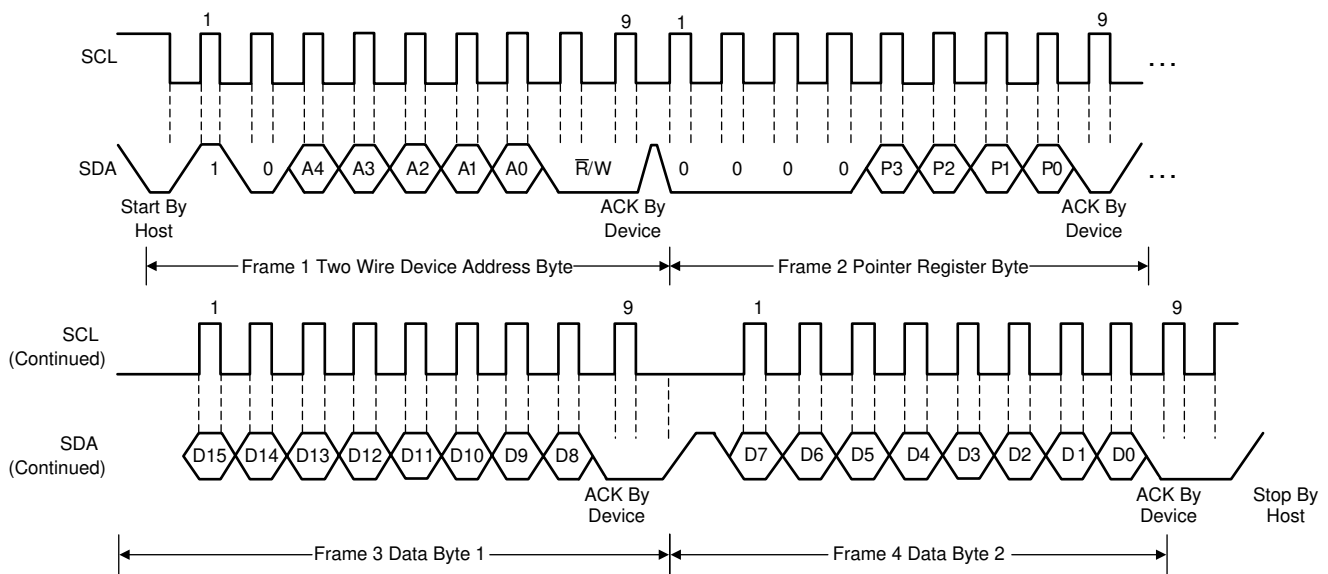 1 9 1 9
SCL ...
SDA 1 0 A4 A3 A2 A1 A0 R̅/W 0 0 0 0 P3 P2 P1 P0 ...
Start By Host
ACK By Device
ACK By Device
Frame 1 Two Wire Device Address Byte
Frame 2 Pointer Register Byte
1 9 1 9
SCL (Continued)
SDA (Continued) D15 D14 D13 D12 D11 D10 D9 D8 D7 D6 D5 D4 D3 D2 D1 D0
ACK By Device
ACK By Device
Stop By Host
Frame 3 Data Byte 1
Frame 4 Data Byte 2